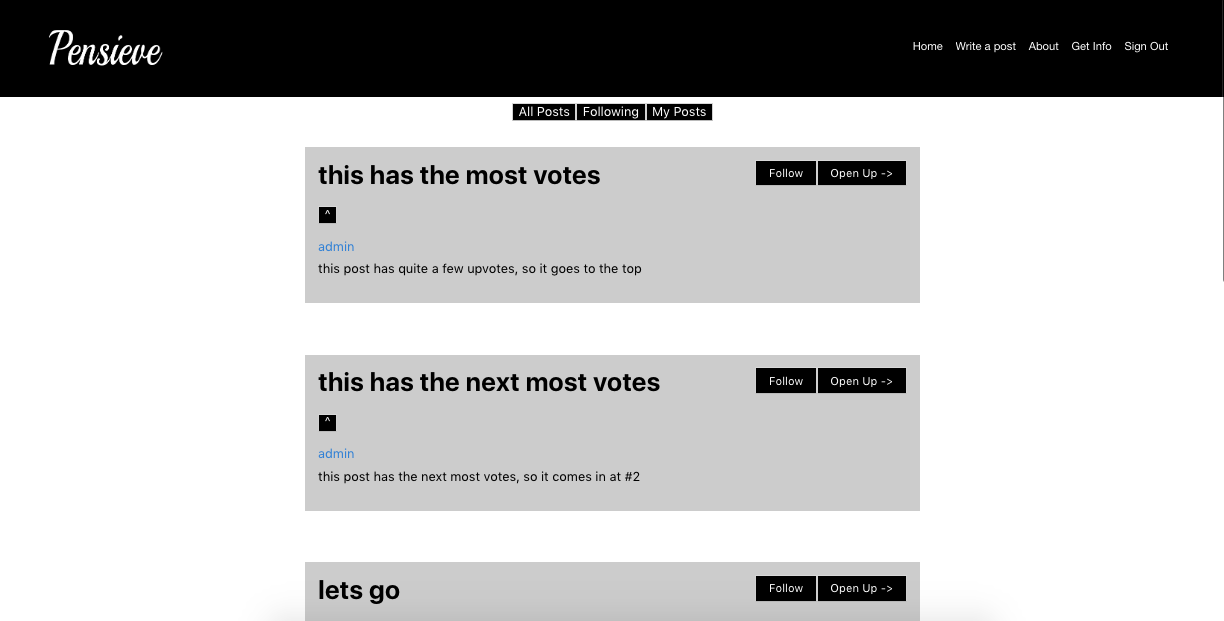 Pensieve
Home Write a post About Get Info Sign Out
All Posts Following My Posts
this has the most votes
Follow Open Up ->
^
admin
this post has quite a few upvotes, so it goes to the top
this has the next most votes
Follow Open Up ->
^
admin
this post has the next most votes, so it comes in at #2
lets go
Follow Open Up ->